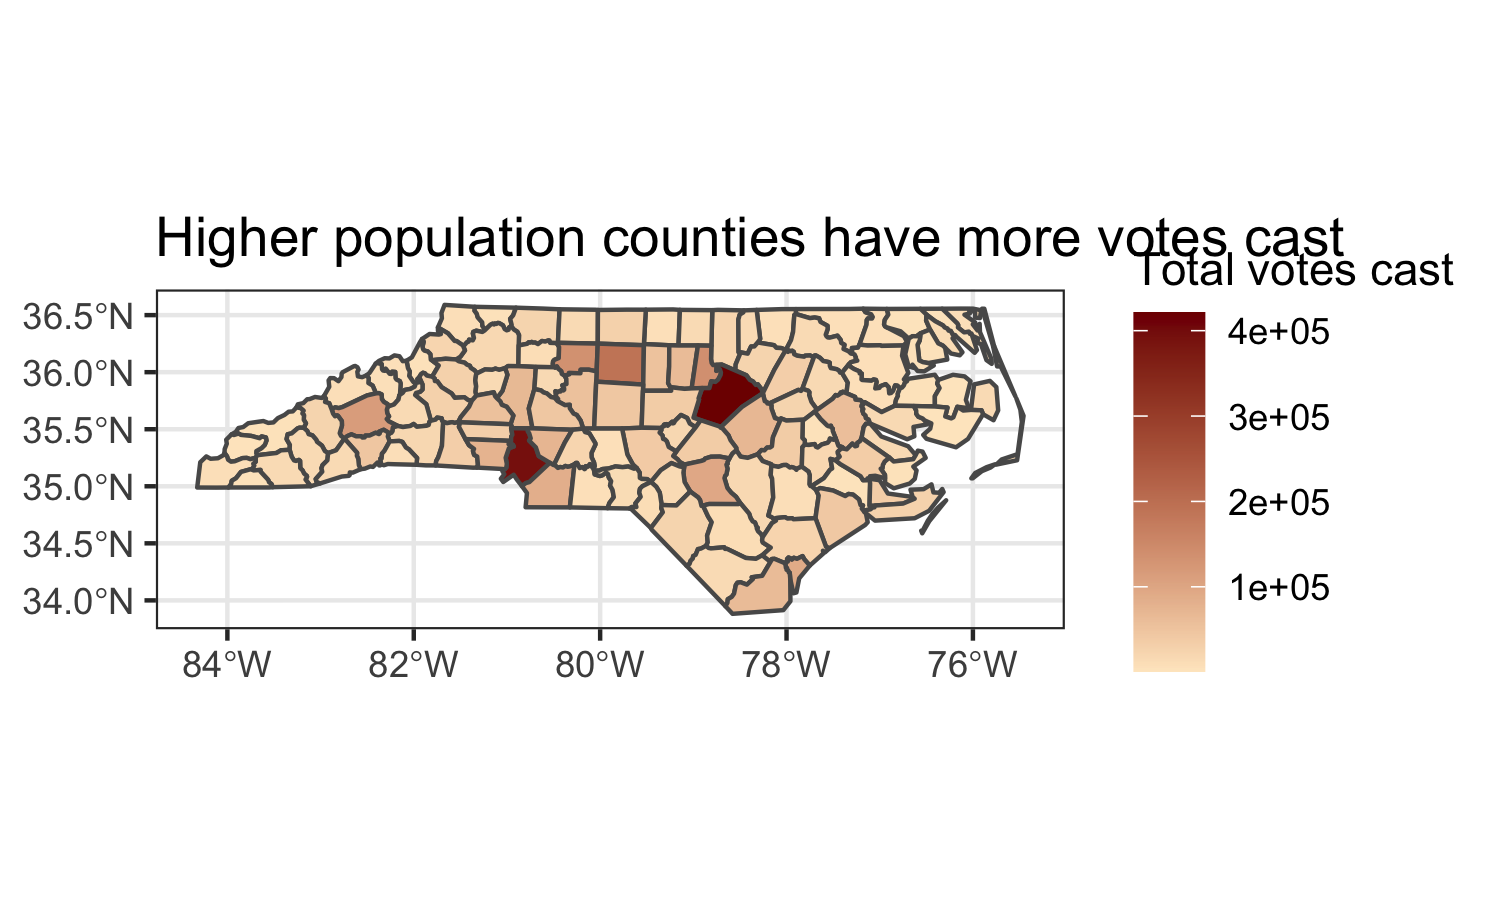 Higher population counties have more votes cast
Total votes cast
4e+05
3e+05
2e+05
1e+05
36.5°N
36.0°N
35.5°N
35.0°N
34.5°N
34.0°N
84°W 82°W 80°W 78°W 76°W